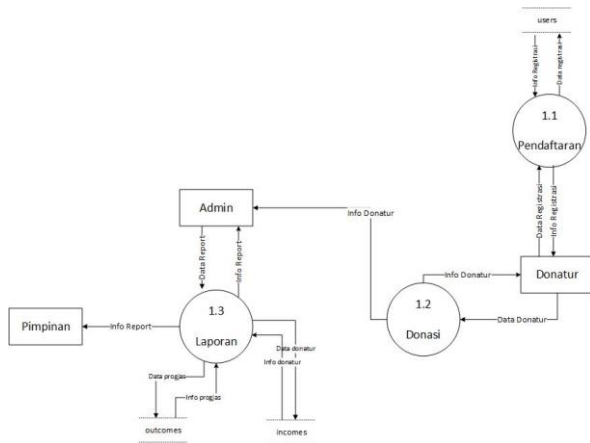 users
Info Registrasi
Data registrasi
1.1
Pendaftaran
Data Registrasi
Info Registrasi
Admin
Info Donatur
Data Report
Info Report
Info Donatur
Donatur
1.2
Donasi
Data Donatur
1.3
Laporan
Pimpinan
Info Report
Data donatur
Info donatur
Data progjas
Info progjas
outcomes
incomes